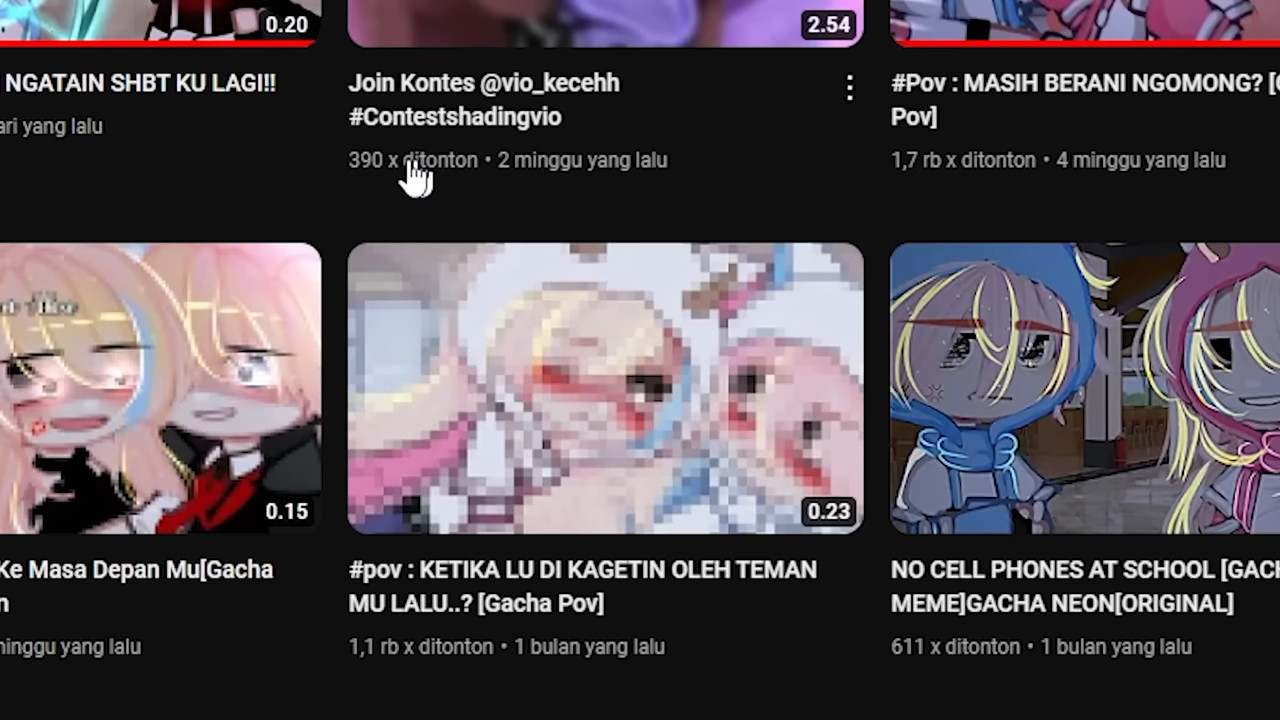 0.20
2.54
NGATAIN SHBT KU LAGI!!
ari yang lalu
Join Kontes @vio_kecehh
#Contestshadingvio
390 x ditonton • 2 minggu yang lalu
#Pov : MASIH BERANI NGOMONG? [
Pov]
1,7 rb x ditonton • 4 minggu yang lalu
0.15
0.23
Ke Masa Depan Mu[Gacha
n
minggu yang lalu
#pov : KETIKA LU DI KAGETIN OLEH TEMAN
MU LALU..? [Gacha Pov]
1,1 rb x ditonton • 1 bulan yang lalu
NO CELL PHONES AT SCHOOL [GACH
MEME]GACHA NEON[ORIGINAL]
611 x ditonton • 1 bulan yang lalu